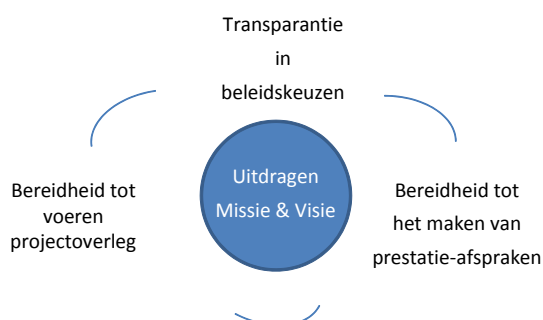 Transparantie
in
beleidskeuzen
Uitdragen
Missie & Visie
Bereidheid tot
voeren
projectoverleg
Bereidheid tot
het maken van
prestatie-afspraken